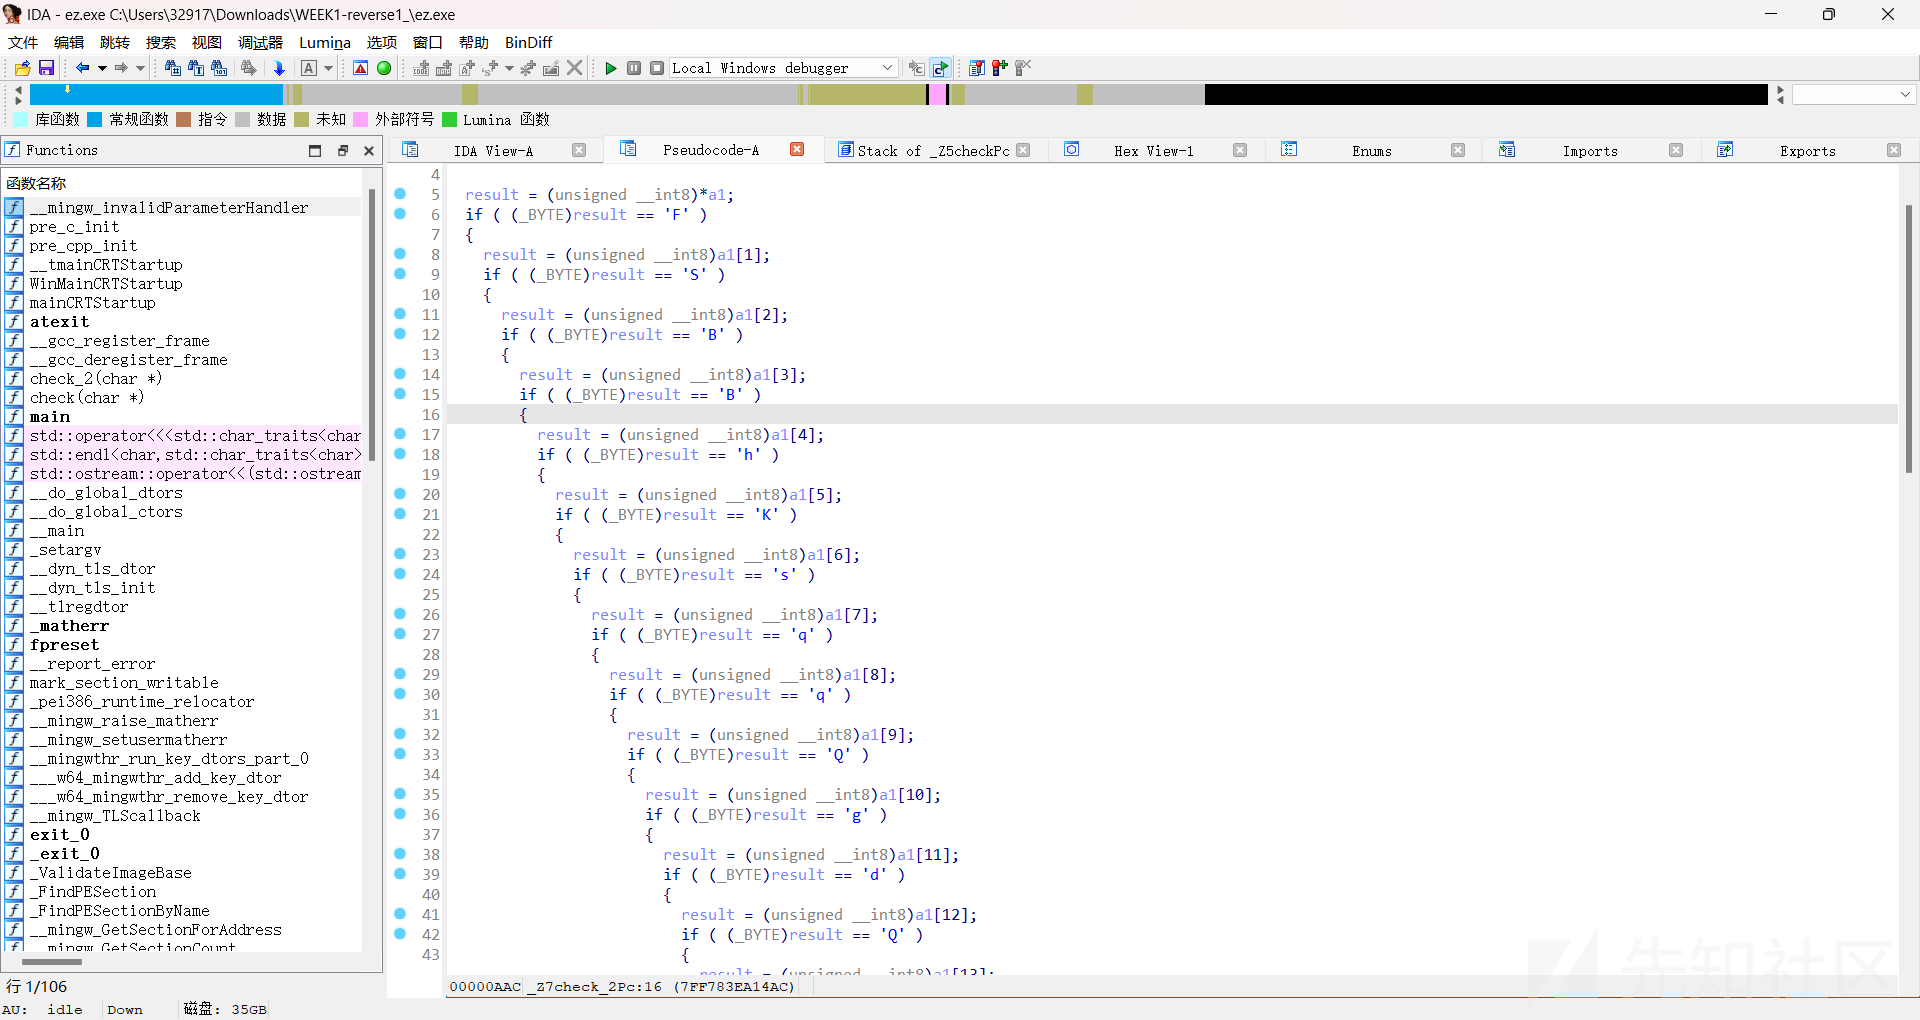 IDA - ez.exe C:\Users\32917\Downloads\WEEK1-reverse1_\ez.exe
文件 编辑 跳转 搜索 视图 调试器 Lumina 选项 窗口 帮助 BinDiff
Local Windows debugger
库函数 常规函数 指令 数据 未知 外部符号 Lumina 函数
Functions
函数名称
__mingw_invalidParameterHandler
pre_c_init
pre_cpp_init
__tmainCRTStartup
WinMainCRTStartup
mainCRTStartup
atexit
__gcc_register_frame
__gcc_deregister_frame
check_2(char *)
check(char *)
main
std::operator<<<std::char_traits<char
std::endl<char,std::char_traits<char>
std::ostream::operator<<(std::ostream
__do_global_dtors
__do_global_ctors
__main
_setargv
__dyn_tls_dtor
__dyn_tls_init
__tlregdtor
_matherr
fpreset
__report_error
mark_section_writable
_pei386_runtime_relocator
__mingw_raise_matherr
__mingw_setusermatherr
__mingwthr_run_key_dtors_part_0
___w64_mingwthr_add_key_dtor
___w64_mingwthr_remove_key_dtor
__mingw_TLScallback
exit_0
_exit_0
_ValidateImageBase
_FindPESection
_FindPESectionByName
__mingw_GetSectionForAddress
__mingw_GetSectionCount
行 1/106
IDA View-A Pseudocode-A Stack of _Z5checkPc Hex View-1 Enums Imports Exports
4
5 result = (unsigned __int8)*a1;
6 if ( (_BYTE)result == 'F' )
7 {
8 result = (unsigned __int8)a1[1];
9 if ( (_BYTE)result == 'S' )
10 {
11 result = (unsigned __int8)a1[2];
12 if ( (_BYTE)result == 'B' )
13 {
14 result = (unsigned __int8)a1[3];
15 if ( (_BYTE)result == 'B' )
16 {
17 result = (unsigned __int8)a1[4];
18 if ( (_BYTE)result == 'h' )
19 {
20 result = (unsigned __int8)a1[5];
21 if ( (_BYTE)result == 'K' )
22 {
23 result = (unsigned __int8)a1[6];
24 if ( (_BYTE)result == 's' )
25 {
26 result = (unsigned __int8)a1[7];
27 if ( (_BYTE)result == 'q' )
28 {
29 result = (unsigned __int8)a1[8];
30 if ( (_BYTE)result == 'q' )
31 {
32 result = (unsigned __int8)a1[9];
33 if ( (_BYTE)result == 'Q' )
34 {
35 result = (unsigned __int8)a1[10];
36 if ( (_BYTE)result == 'g' )
37 {
38 result = (unsigned __int8)a1[11];
39 if ( (_BYTE)result == 'd' )
40 {
41 result = (unsigned __int8)a1[12];
42 if ( (_BYTE)result == 'Q' )
43 {
result = (unsigned __int8)a1[13];
00000AAC _Z7check_2Pc:16 (7FF783EA14AC)
先知社区
AU: idle Down 磁盘: 35GB